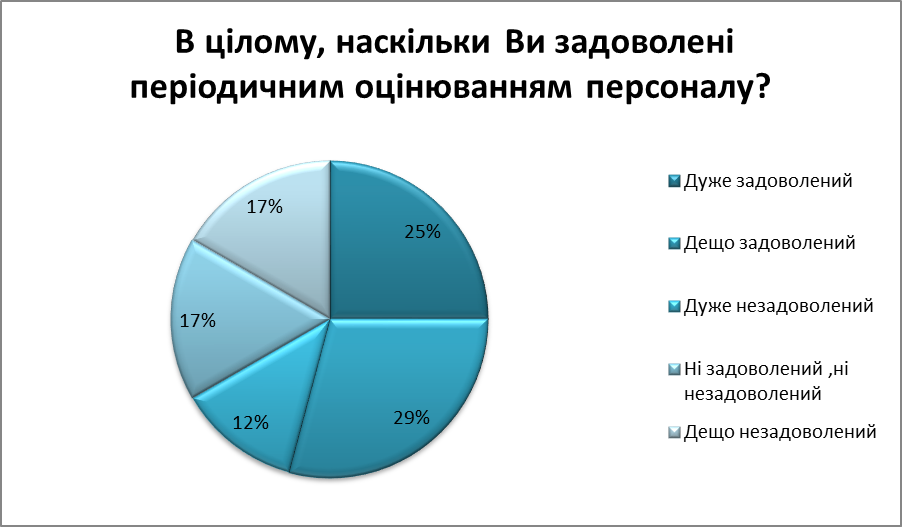 В цілому, наскільки Ви задоволені
періодичним оцінюванням персоналу?
17%
25%
17%
12%
29%
Дуже задоволений
Дещо задоволений
Дуже незадоволений
Ні задоволений ,ні
незадоволений
Дещо незадоволений